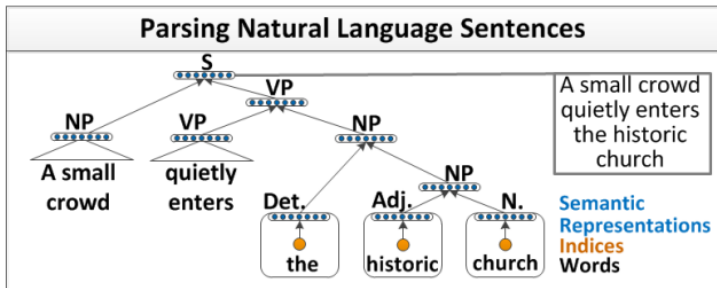 Parsing Natural Language Sentences
S
VP
NP
VP
NP
A small
crowd
quietly
enters
NP
Det.
Adj.
N.
the
historic
church
A small crowd
quietly enters
the historic
church
Semantic
Representations
Indices
Words